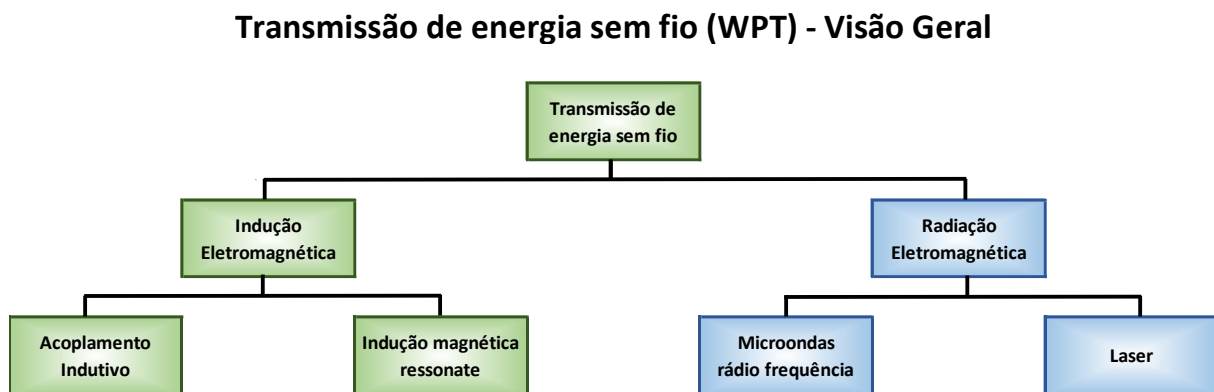 Transmissão de energia sem fio (WPT) - Visão Geral
Transmissão de
energia sem fio
Indução
Eletromagnética
Radiação
Eletromagnética
Acoplamento
Indutivo
Indução magnética
ressonate
Microondas
rádio frequência
Laser